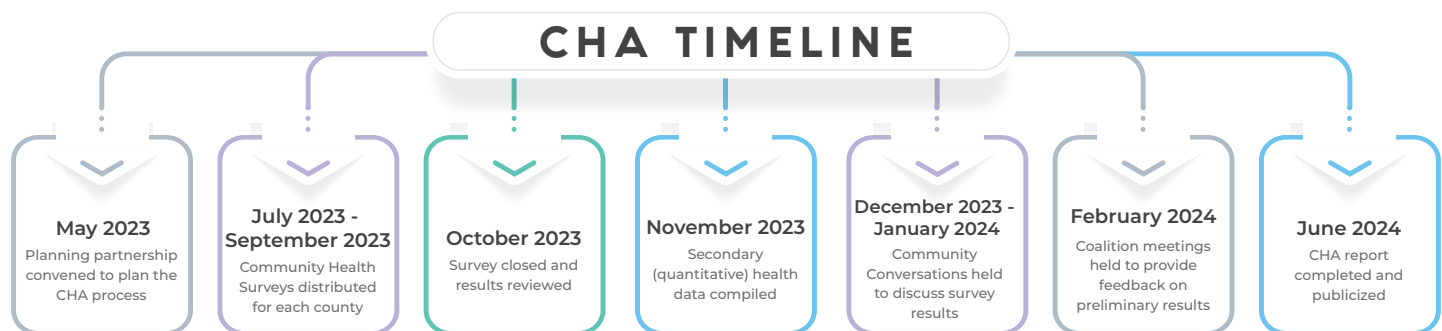 CHA TIMELINE
May 2023
Planning partnership
convened to plan the
CHA process
July 2023 -
September 2023
Community Health
Surveys distributed
for each county
October 2023
Survey closed and
results reviewed
November 2023
Secondary
(quantitative) health
data compiled
December 2023 -
January 2024
Community
Conversations held
to discuss survey
results
February 2024
Coalition meetings
held to provide
feedback on
preliminary results
June 2024
CHA report
completed and
publicized